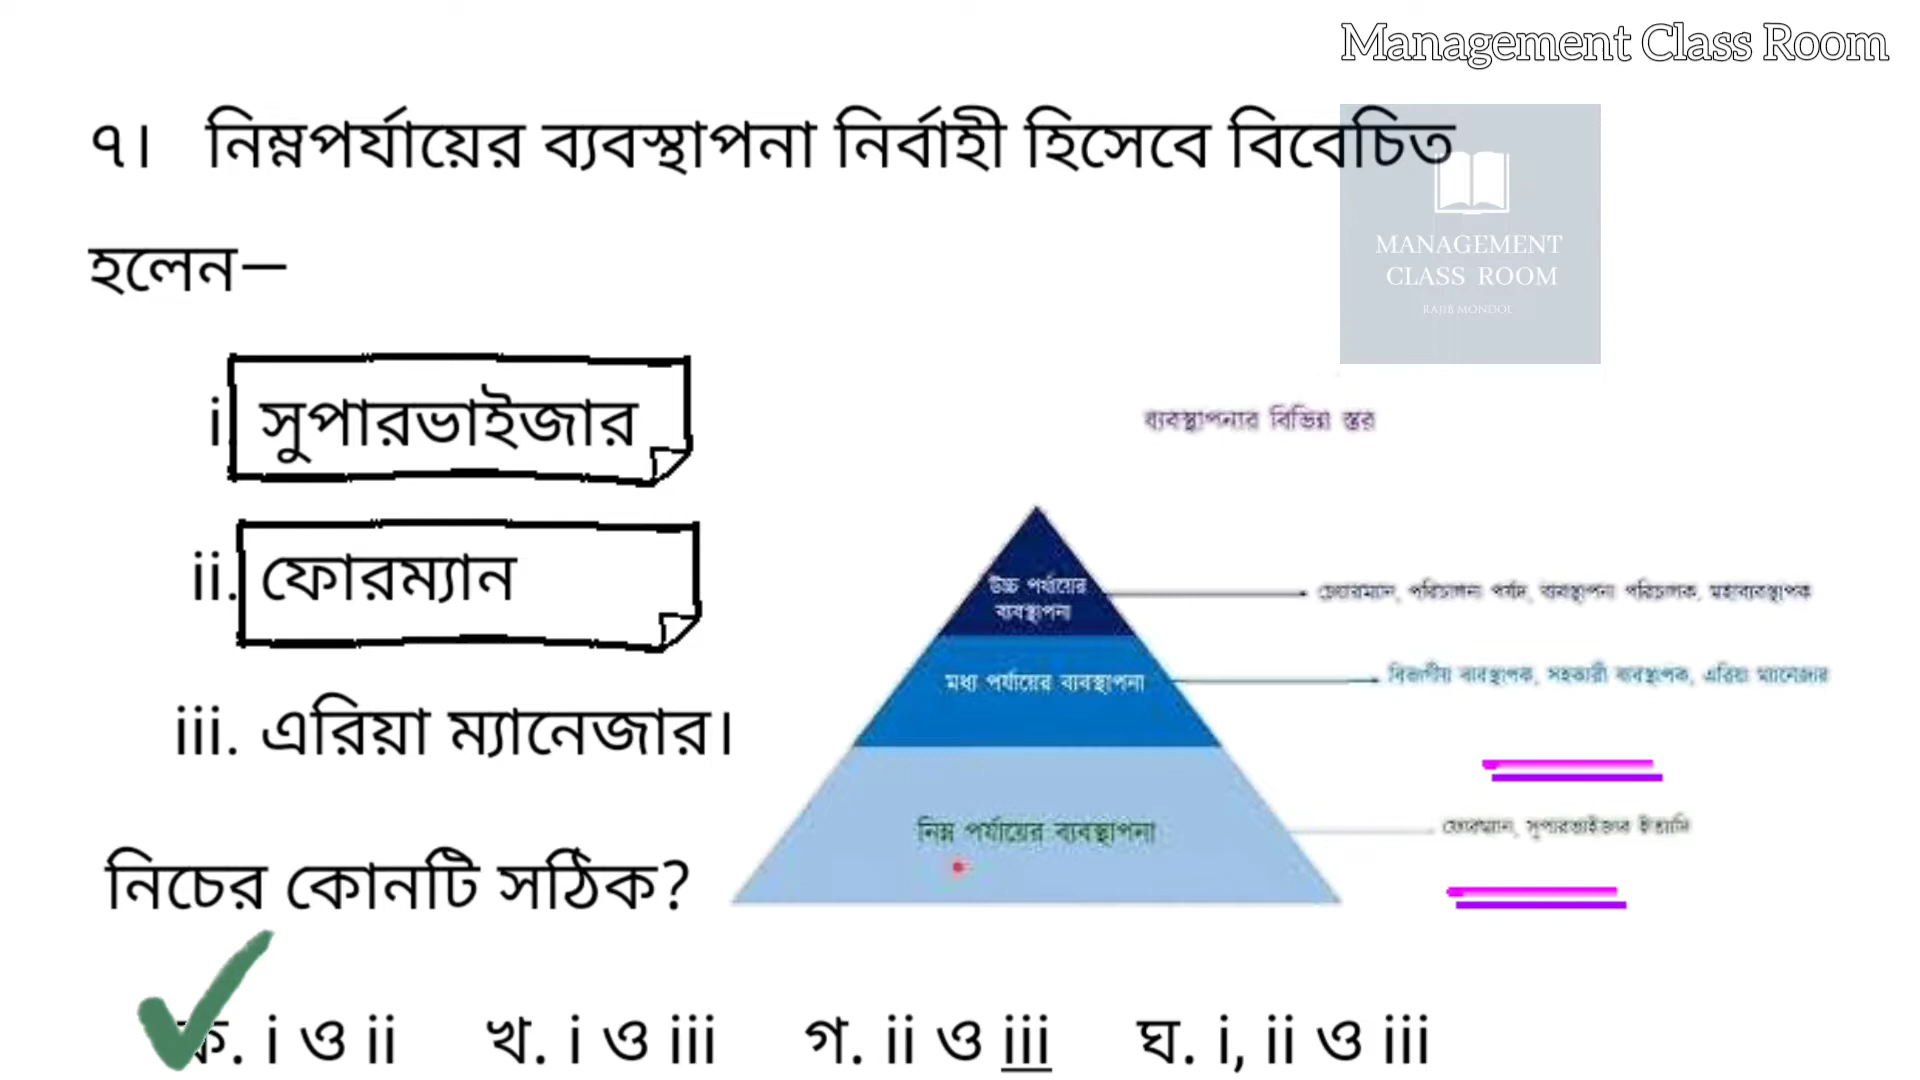 Management Class Room
৭। নিম্নপর্যায়ের ব্যবস্থাপনা নির্বাহী হিসেবে বিবেচিত
হলেন—
MANAGEMENT
CLASS ROOM
RAJIB MONDOL
i সুপারভাইজার
ii. ফোরম্যান
iii. এরিয়া ম্যানেজার।
ব্যবস্থাপনার বিভিন্ন স্তর
উচ্চ পর্যায়ের
ব্যবস্থাপনা
চেয়ারম্যান, পরিচালনা পর্ষদ, ব্যবস্থাপনা পরিচালক, মহাব্যবস্থাপক
মধ্য পর্যায়ের ব্যবস্থাপনা
বিভাগীয় ব্যবস্থাপক, সহকারী ব্যবস্থাপক, এরিয়া ম্যানেজার
নিম্ন পর্যায়ের ব্যবস্থাপনা
ফোরম্যান, সুপারভাইজার ইত্যাদি
নিচের কোনটি সঠিক?
ক. i ও ii খ. i ও iii গ. ii ও iii ঘ. i, ii ও iii